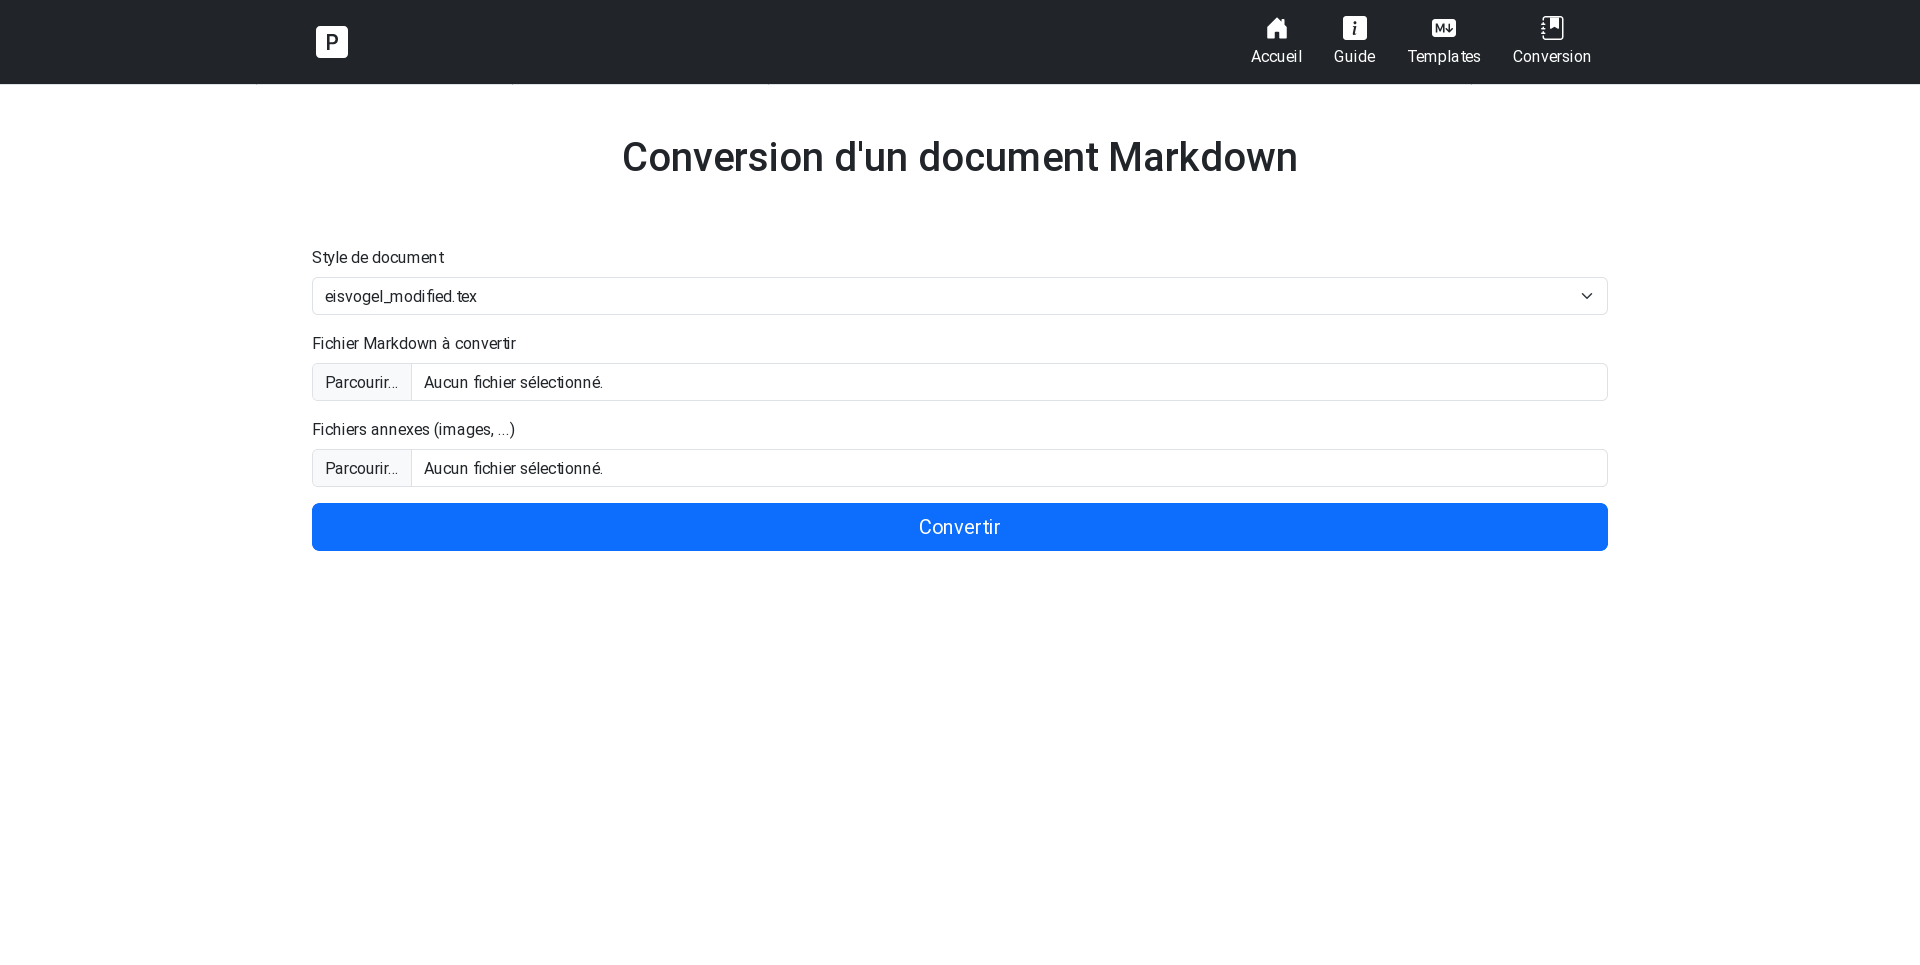 P
Accueil
Guide
Templates
Conversion
Conversion d'un document Markdown
Style de document
eisvogel_modified.tex
Fichier Markdown à convertir
Parcourir... Aucun fichier sélectionné.
Fichiers annexes (images, ...)
Parcourir... Aucun fichier sélectionné.
Convertir